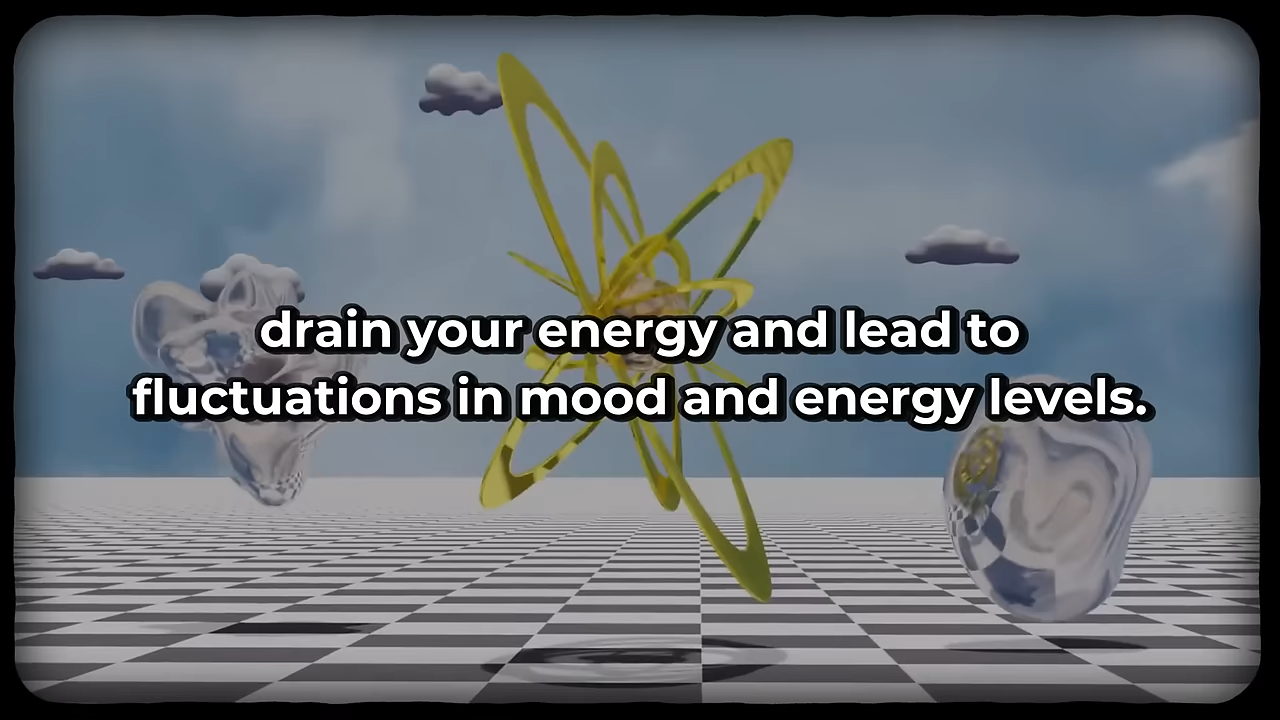 drain your energy and lead to
fluctuations in mood and energy levels.